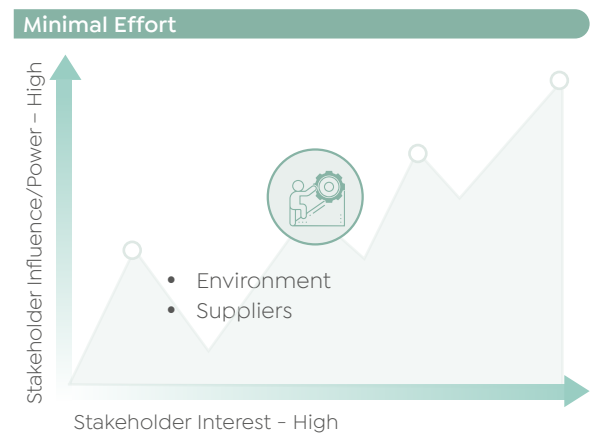 Minimal Effort
Stakeholder Influence/Power – High
• Environment
• Suppliers
Stakeholder Interest – High